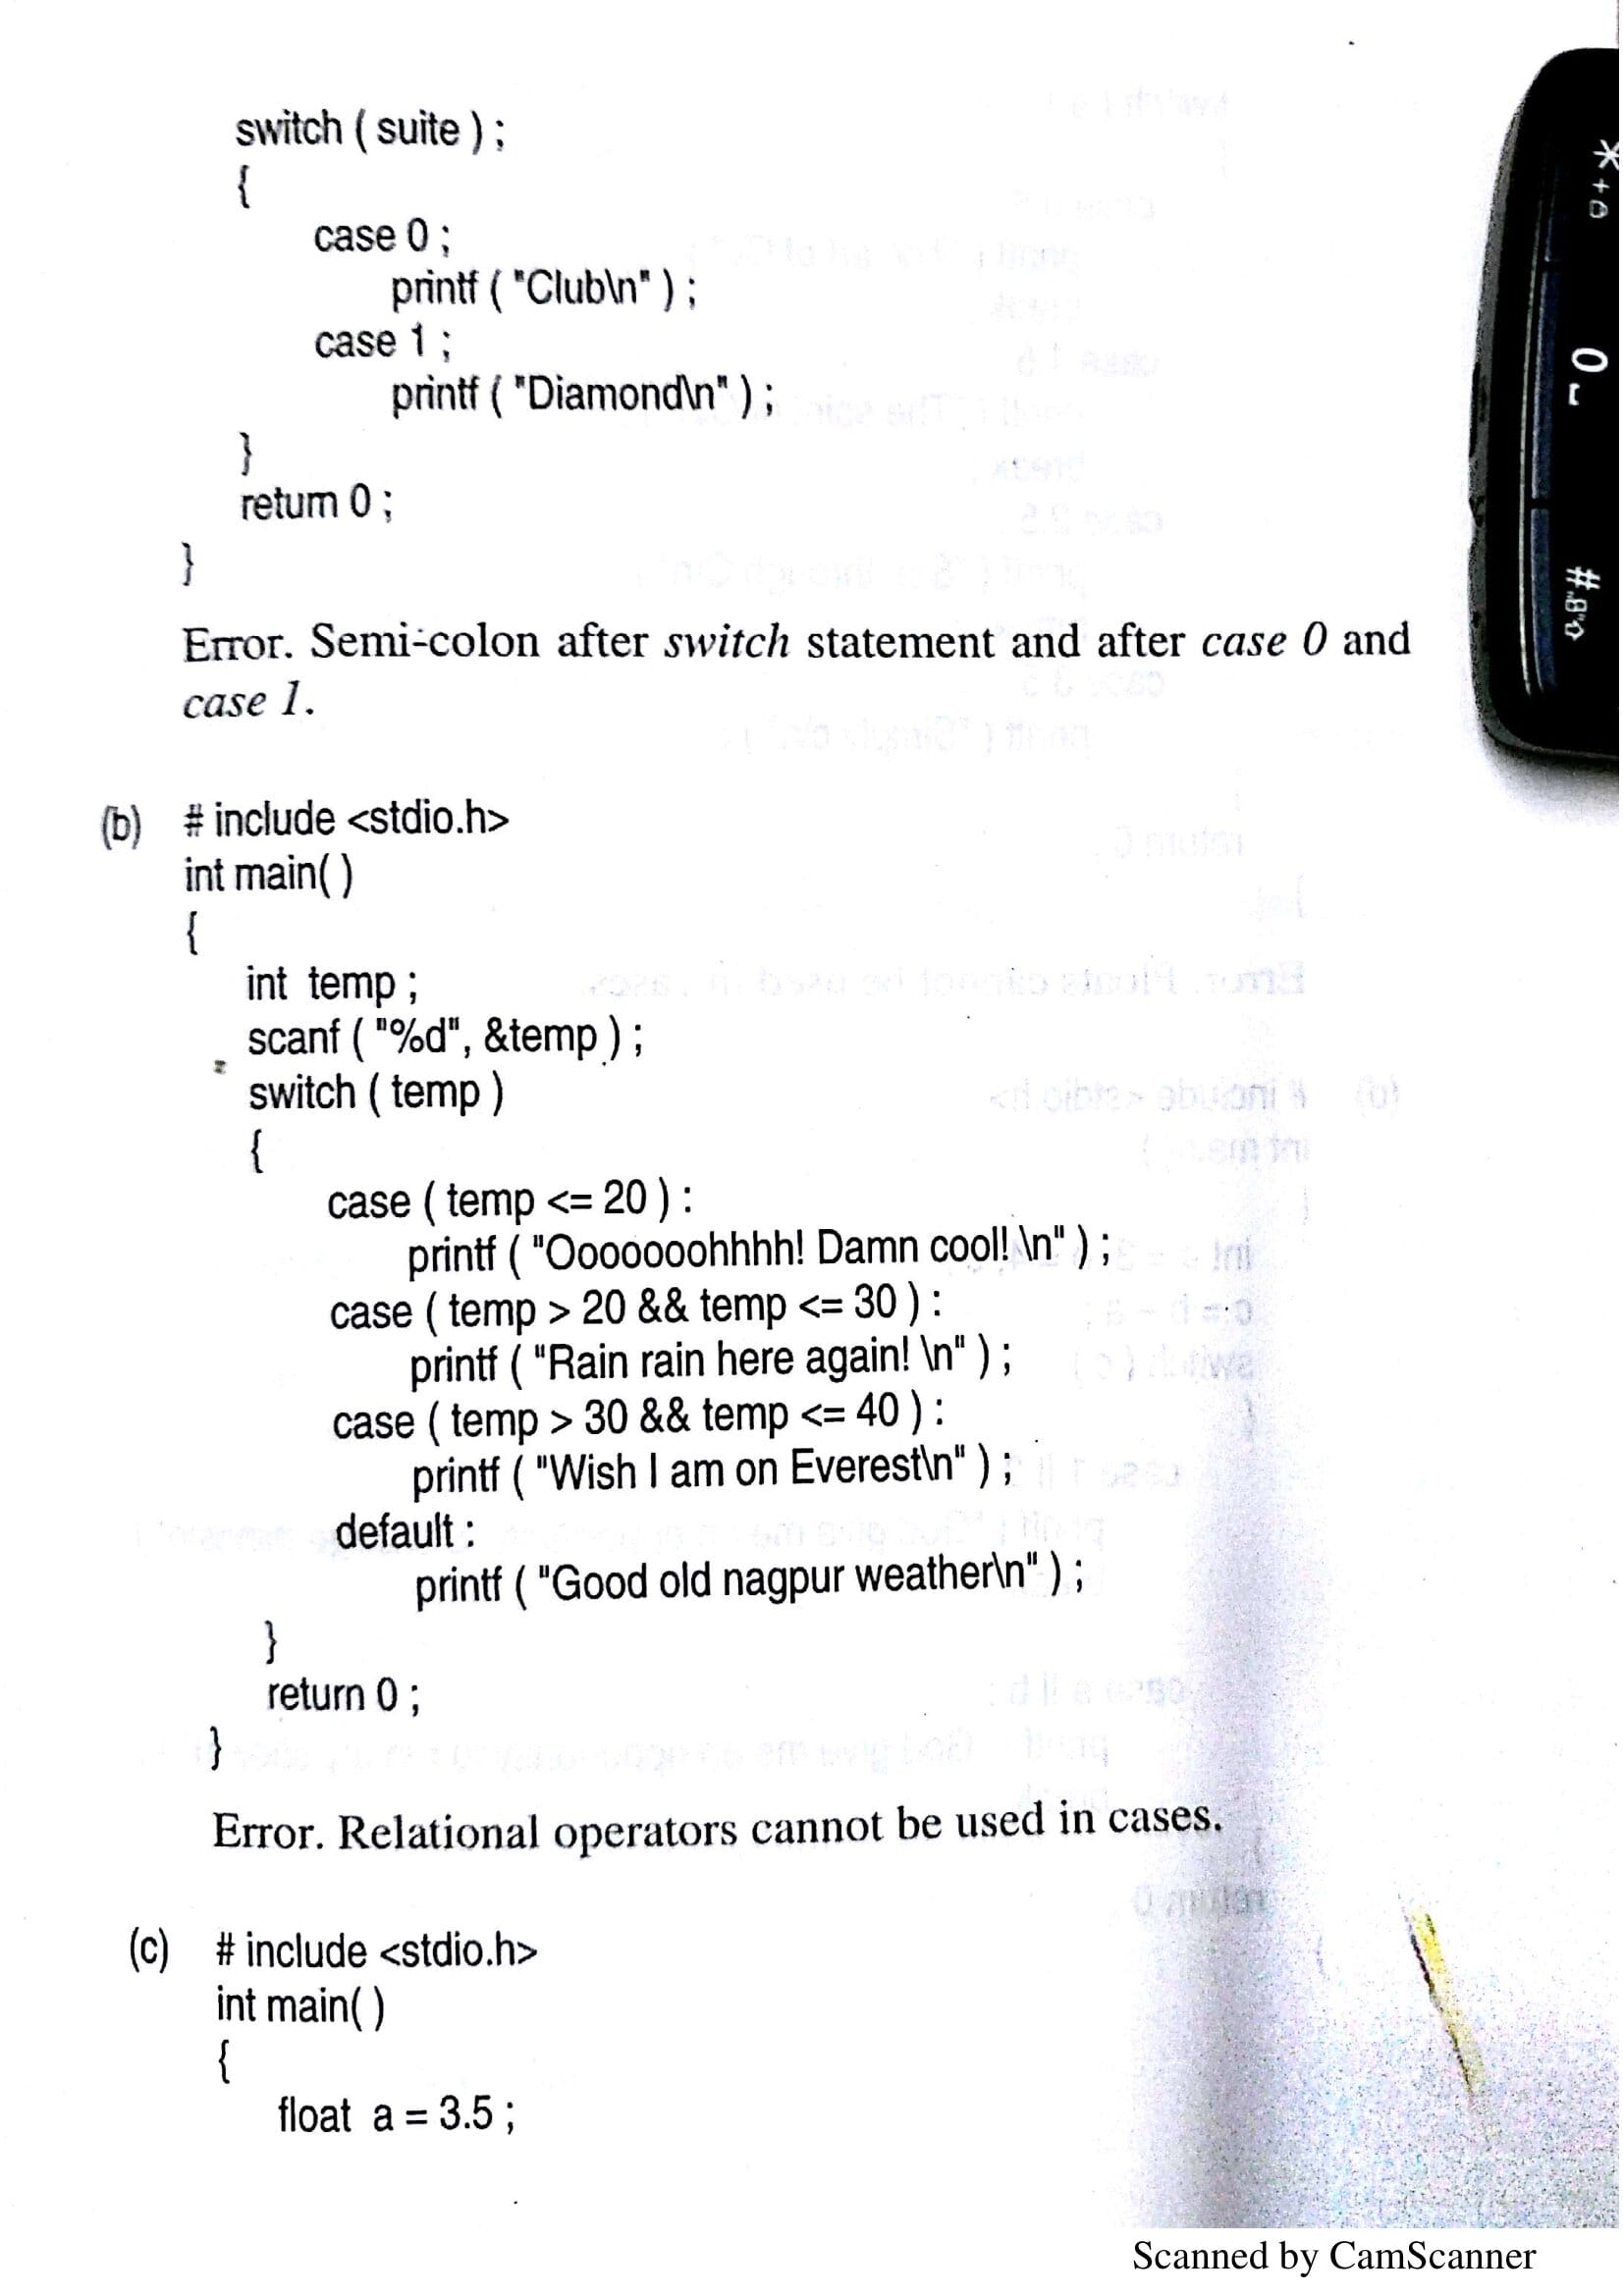 switch ( suite ) ;
{
case 0 ;
printf ( "Club\n" ) ;
case 1 ;
printf ( "Diamond\n" ) ;
}
return 0 ;
}
Error. Semi-colon after switch statement and after case 0 and
case 1.
(b) # include <stdio.h>
int main( )
{
int temp ;
scanf ( "%d", &temp ) ;
switch ( temp )
{
case ( temp <= 20 ) :
printf ( "Ooooooohhhh! Damn cool! \n" ) ;
case ( temp > 20 && temp <= 30 ) :
printf ( "Rain rain here again! \n" ) ;
case ( temp > 30 && temp <= 40 ) :
printf ( "Wish I am on Everest\n" ) ;
default :
printf ( "Good old nagpur weather\n" ) ;
}
return 0 ;
}
Error. Relational operators cannot be used in cases.
(c) # include <stdio.h>
int main( )
{
float a = 3.5 ;
* +
0
#
Scanned by CamScanner